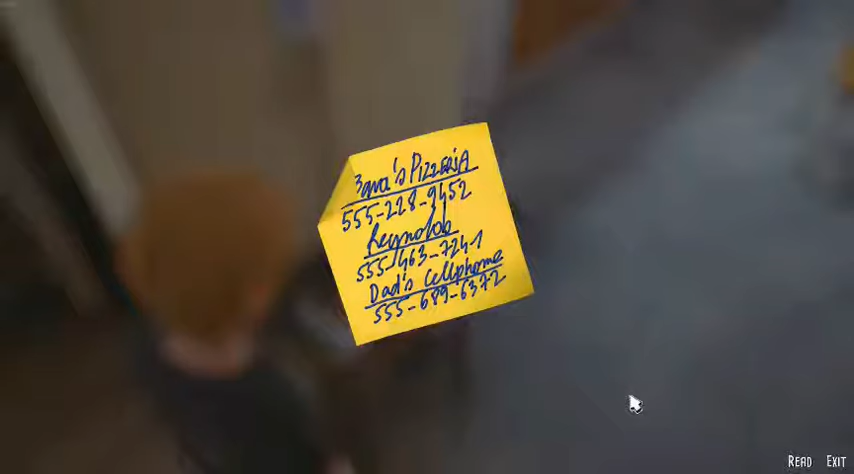 's PIZZERIA
555-228-9452
Reynolds
555-463-7241
Dad's Cellphone
555-689-6372
READ EXIT